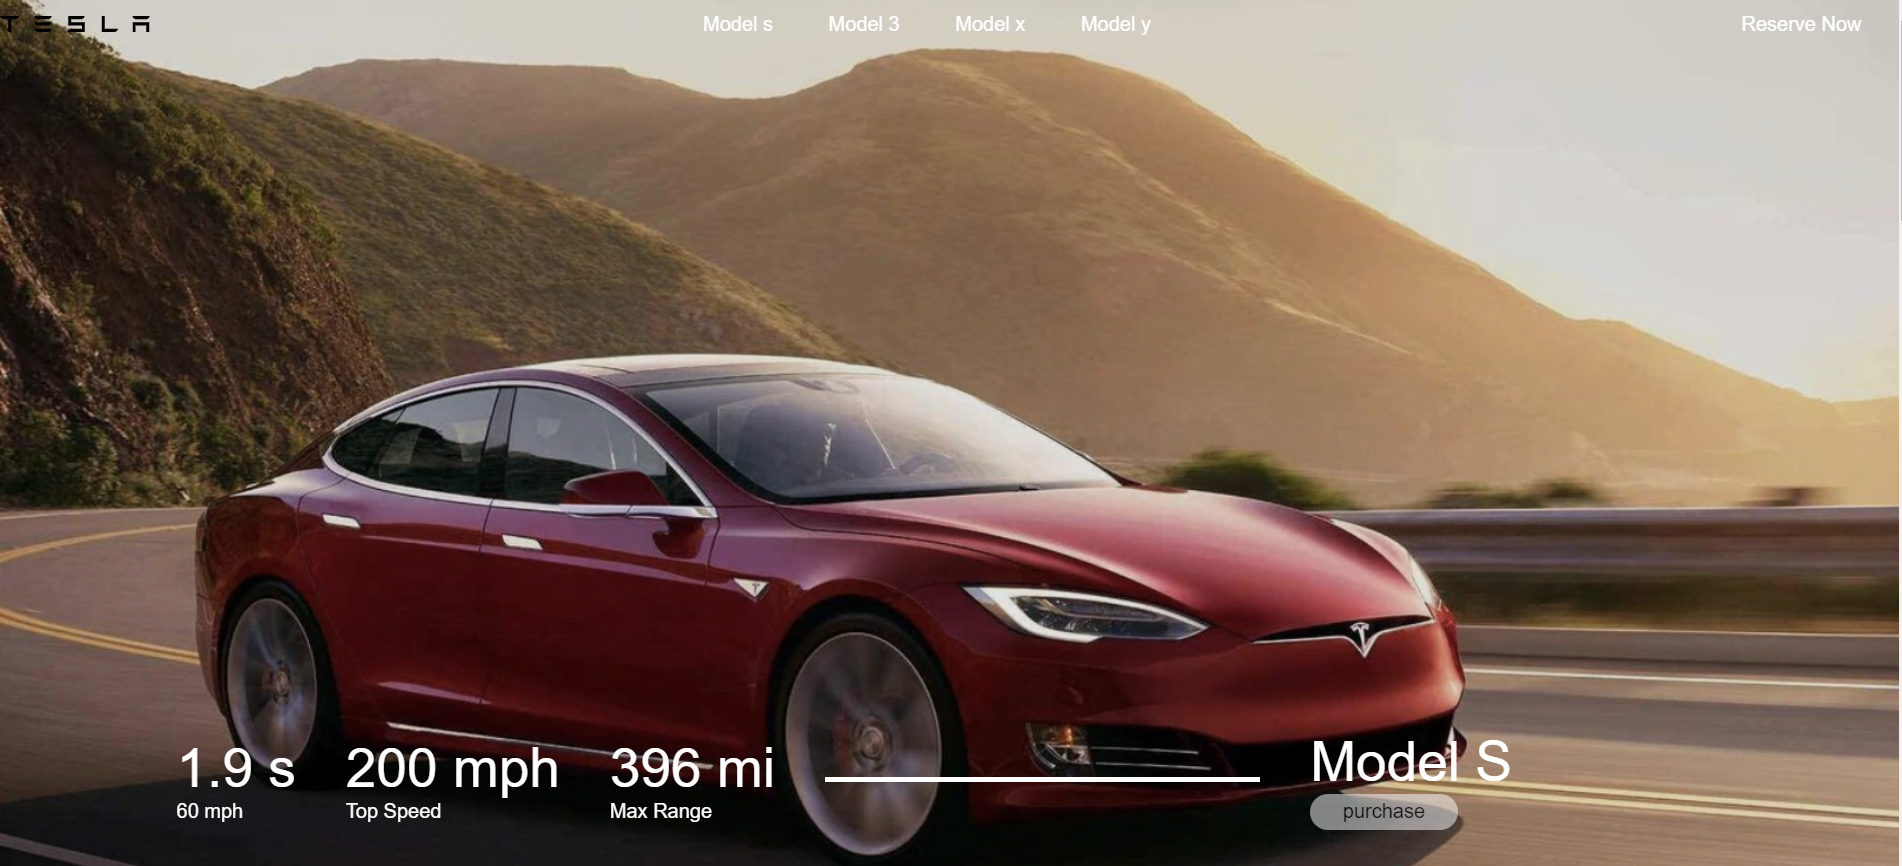 TESLA
Model s
Model 3
Model x
Model y
Reserve Now
1.9 s
60 mph
200 mph
Top Speed
396 mi
Max Range
Model S
purchase